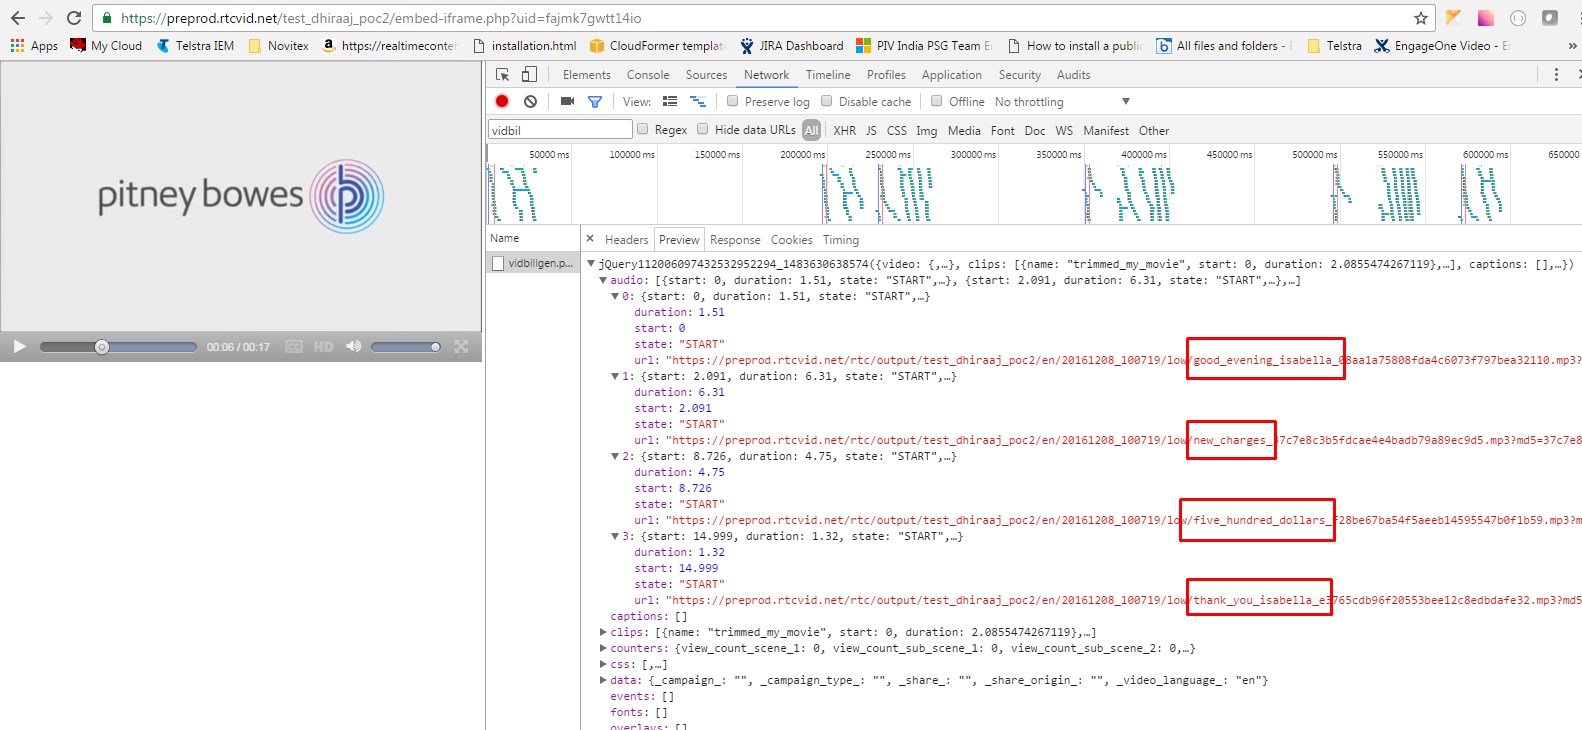 https://preprod.rtcvid.net/test_dhiraaj_poc2/embed-iframe.php?uid=fajmk7gwtt14io
Apps My Cloud Telstra IEM Novitex https://realtimeconter installation.html CloudFormer templat JIRA Dashboard PIV India PSG Team E How to install a public All files and folders - E Telstra EngageOne Video - E »
Elements Console Sources Network Timeline Profiles Application Security Audits
View: Preserve log Disable cache Offline No throttling
vidbil Regex Hide data URLs All XHR JS CSS Img Media Font Doc WS Manifest Other
50000 ms 100000 ms 150000 ms 200000 ms 250000 ms 300000 ms 350000 ms 400000 ms 450000 ms 500000 ms 550000 ms 600000 ms 650000
pitney bowes
00:06 / 00:17 CC HD
Name × Headers Preview Response Cookies Timing
vidbillgen.p...
jQuery112006097432532952294_1483630638574({video: {,…}, clips: [{name: "trimmed_my_movie", start: 0, duration: 2.0855474267119},…], captions: [],…})
audio: [{start: 0, duration: 1.51, state: "START",…}, {start: 2.091, duration: 6.31, state: "START",…},…]
0: {start: 0, duration: 1.51, state: "START",…}
duration: 1.51
start: 0
state: "START"
url: "https://preprod.rtcvid.net/rtc/output/test_dhiraaj_poc2/en/20161208_100719/low/good_evening_isabella_08aa1a75808fda4c6073f797bea32110.mp3?
1: {start: 2.091, duration: 6.31, state: "START",…}
duration: 6.31
start: 2.091
state: "START"
url: "https://preprod.rtcvid.net/rtc/output/test_dhiraaj_poc2/en/20161208_100719/low/new_charges_37c7e8c3b5fdcae4e4badb79a89ec9d5.mp3?md5=37c7e8
2: {start: 8.726, duration: 4.75, state: "START",…}
duration: 4.75
start: 8.726
state: "START"
url: "https://preprod.rtcvid.net/rtc/output/test_dhiraaj_poc2/en/20161208_100719/low/five_hundred_dollars_f28be67ba54f5aeeb14595547b0f1b59.mp3?m
3: {start: 14.999, duration: 1.32, state: "START",…}
duration: 1.32
start: 14.999
state: "START"
url: "https://preprod.rtcvid.net/rtc/output/test_dhiraaj_poc2/en/20161208_100719/low/thank_you_isabella_e3765cdb96f20553bee12c8edbdafe32.mp3?md5
captions: []
clips: [{name: "trimmed_my_movie", start: 0, duration: 2.0855474267119},…]
counters: {view_count_scene_1: 0, view_count_sub_scene_1: 0, view_count_sub_scene_2: 0,…}
css: [,…]
data: {_campaign_: "", _campaign_type_: "", _share_: "", _share_origin_: "", _video_language_: "en"}
events: []
fonts: []
overlays: []